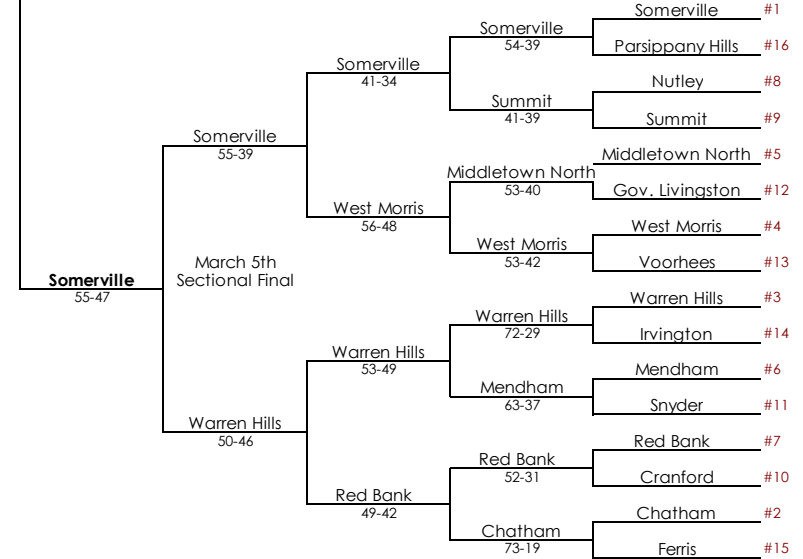 Somerville #1
Somerville
54-39
Parsippany Hills #16
Somerville
41-34
Nutley #8
Summit
41-39
Summit #9
Somerville
55-39
Middletown North #5
Middletown North
53-40
Gov. Livingston #12
West Morris
56-48
West Morris #4
West Morris
53-42
Voorhees #13
March 5th
Sectional Final
Somerville
55-47
Warren Hills #3
Warren Hills
72-29
Irvington #14
Warren Hills
53-49
Mendham #6
Mendham
63-37
Snyder #11
Warren Hills
50-46
Red Bank #7
Red Bank
52-31
Cranford #10
Red Bank
49-42
Chatham #2
Chatham
73-19
Ferris #15